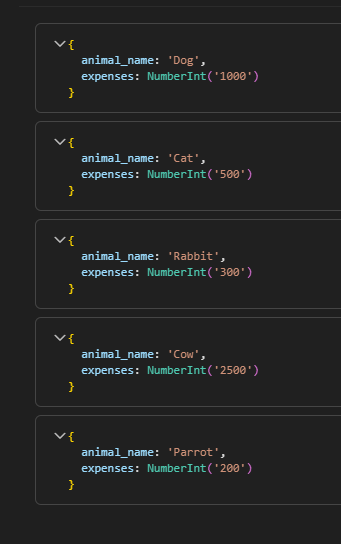 {
animal_name: 'Dog',
expenses: NumberInt('1000')
}
{
animal_name: 'Cat',
expenses: NumberInt('500')
}
{
animal_name: 'Rabbit',
expenses: NumberInt('300')
}
{
animal_name: 'Cow',
expenses: NumberInt('2500')
}
{
animal_name: 'Parrot',
expenses: NumberInt('200')
}